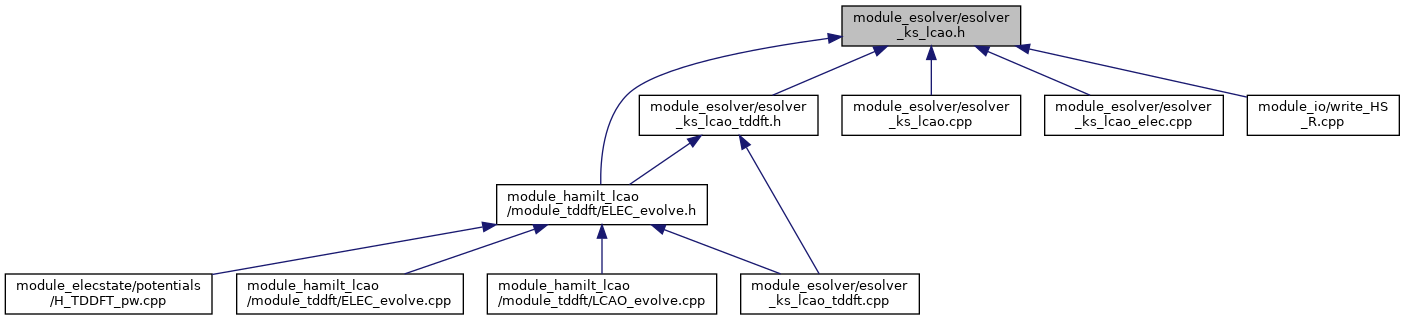 module_esolver/esolver
_ks_lcao.h
module_esolver/esolver
_ks_lcao_tddft.h
module_esolver/esolver
_ks_lcao.cpp
module_esolver/esolver
_ks_lcao_elec.cpp
module_io/write_HS
_R.cpp
module_hamilt_lcao
/module_tddft/ELEC_evolve.h
module_elecstate/potentials
/H_TDDFT_pw.cpp
module_hamilt_lcao
/module_tddft/ELEC_evolve.cpp
module_hamilt_lcao
/module_tddft/LCAO_evolve.cpp
module_esolver/esolver
_ks_lcao_tddft.cpp